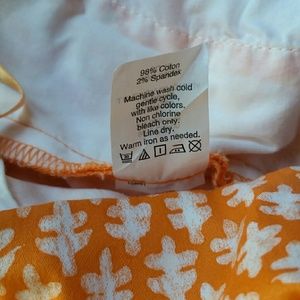 98% Cotton
2% Spandex
Machine wash cold
gentle cycle,
with like colors.
Non chlorine
bleach only.
Line dry.
Warm iron as needed.